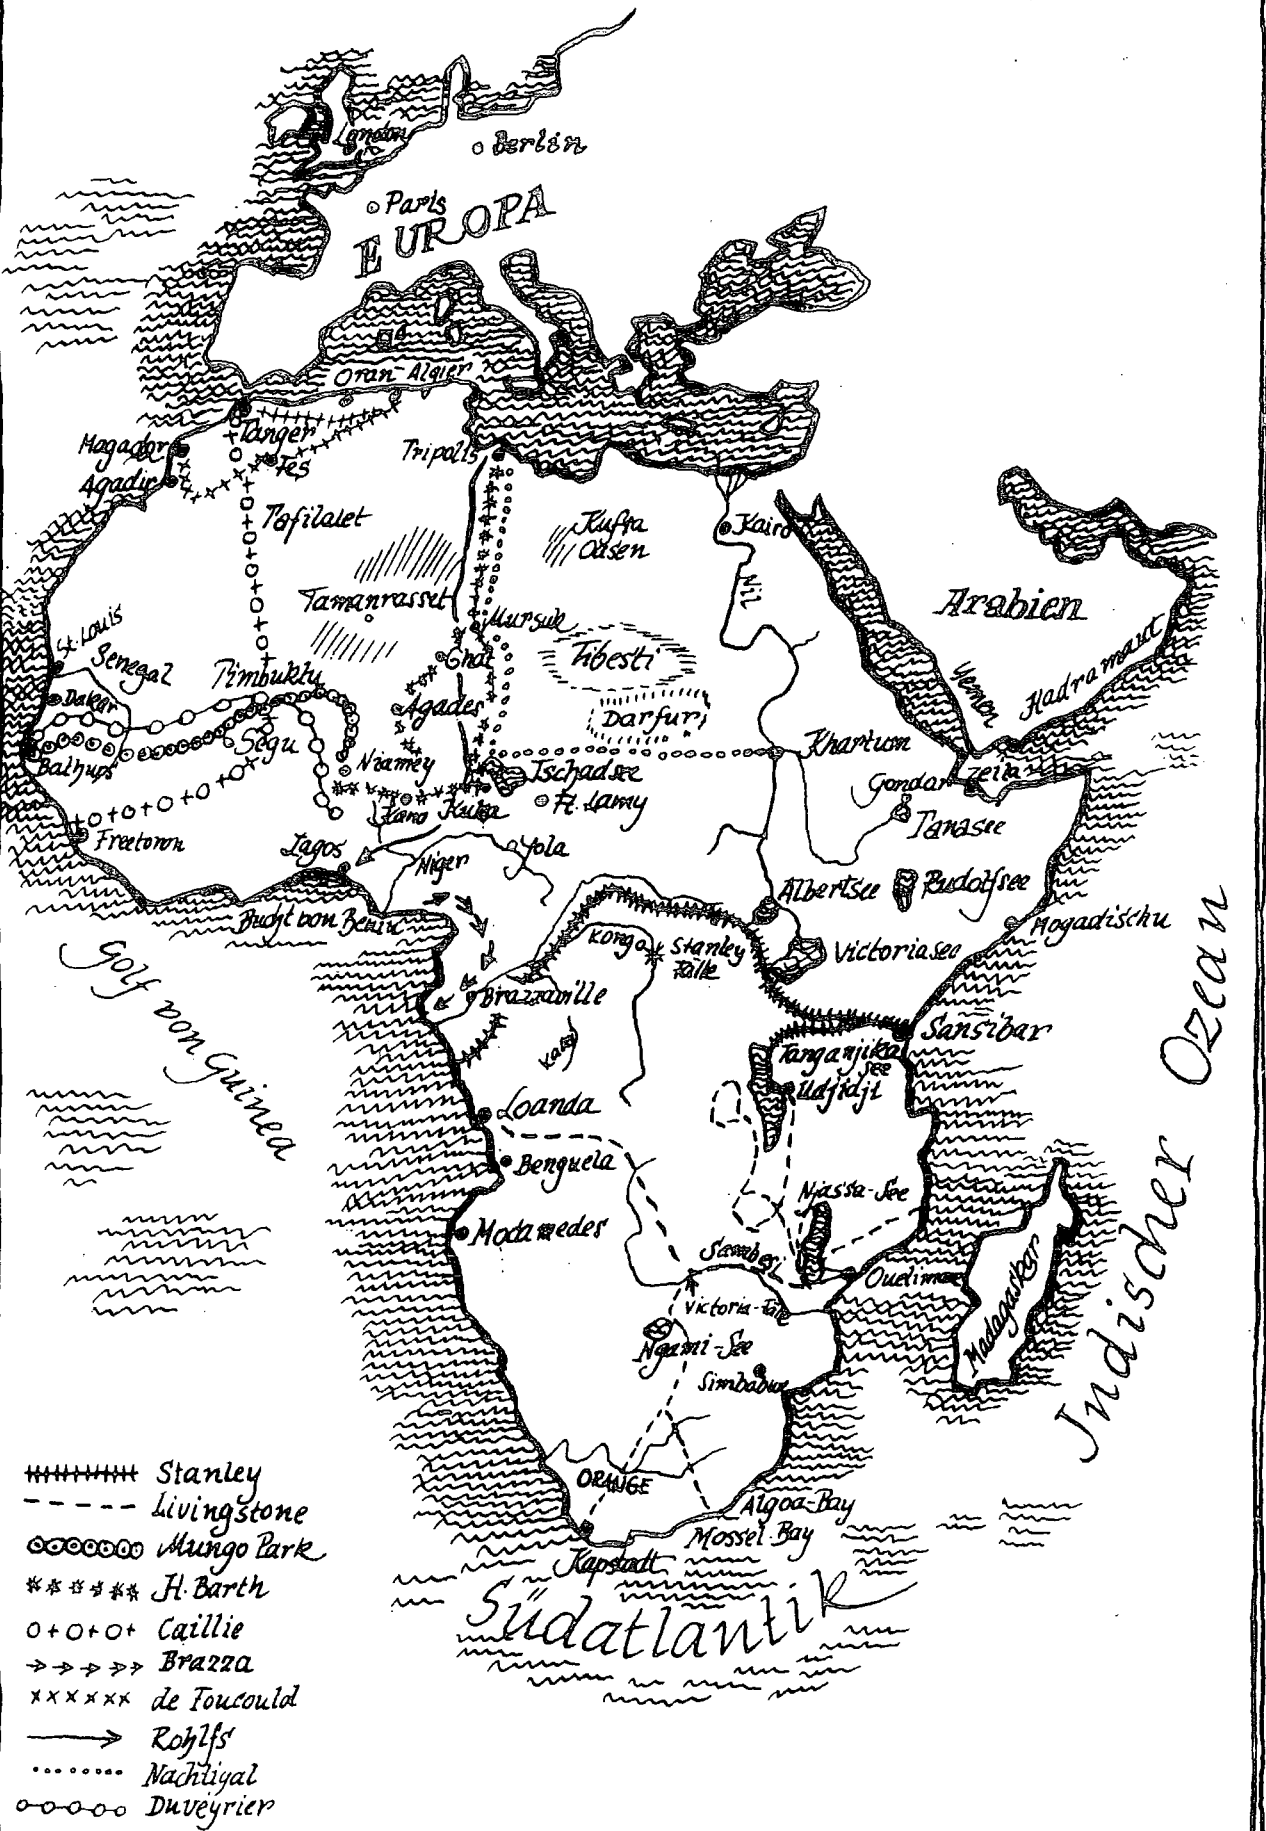 London
Berlin
Paris
EUROPA
Oran Algier
Tanger
Magador
Fes
Tripolis
Agadir
Tafilalet
Kufra
Oasen
Kairo
Nil
Arabien
Tamanrasset
Mursuk
St. Louis
Ghat
Tibesti
Hadramaut
Yemen
Senegal
Timbuktu
Dakar
Agades
Darfur
Khartum
Segu
Balhups
Niamey
Tschadsee
Gondar
Zeila
Kano
Kuka
Ft. Lamy
Tanasee
Freetown
Lagos
Niger
Yola
Albertsee
Rudolfsee
Bucht von Benin
Mogadischu
Kongo
Stanley
Fälle
Victoriasee
Golf von Guinea
Brazzaville
Sansibar
Indischer Ozean
Tanganjika
see
Udjidji
Loanda
Benguela
Njassa-See
Modamedes
Sambesi
Ouelimane
Victoria-Fälle
Madagaskar
Ngami-See
Simbabwe
ORANGE
Algoa-Bay
Mossel-Bay
Kapstadt
Südatlantik
Stanley
Livingstone
Mungo Park
H. Barth
Caillie
Brazza
de Foucould
Rohlfs
Nachtigal
Duveyrier